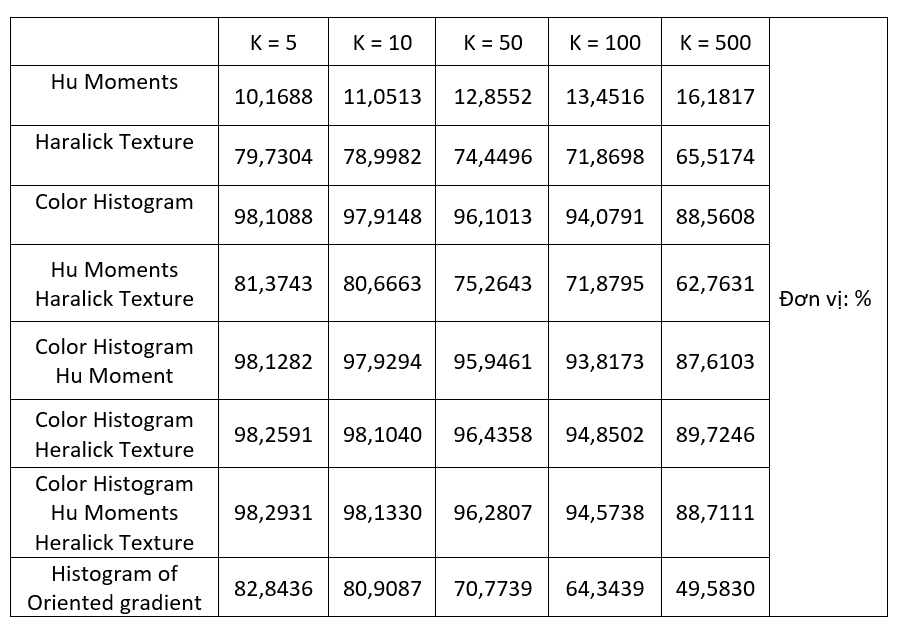 K = 5 K = 10 K = 50 K = 100 K = 500
Hu Moments
10,1688 11,0513 12,8552 13,4516 16,1817
Haralick Texture
79,7304 78,9982 74,4496 71,8698 65,5174
Color Histogram
98,1088 97,9148 96,1013 94,0791 88,5608
Hu Moments
Haralick Texture
81,3743 80,6663 75,2643 71,8795 62,7631
Đơn vị: %
Color Histogram
Hu Moment
98,1282 97,9294 95,9461 93,8173 87,6103
Color Histogram
Heralick Texture
98,2591 98,1040 96,4358 94,8502 89,7246
Color Histogram
Hu Moments
Heralick Texture
98,2931 98,1330 96,2807 94,5738 88,7111
Histogram of
Oriented gradient
82,8436 80,9087 70,7739 64,3439 49,5830